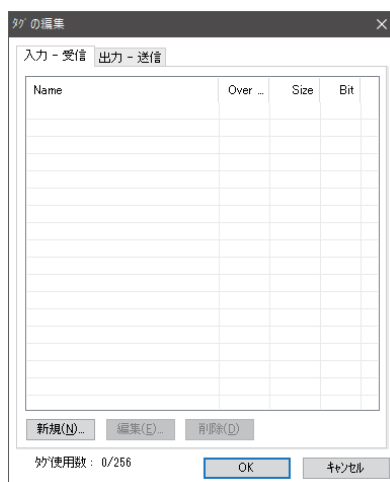 ﾀｸﾞの編集
入力 - 受信 出力 - 送信
Name Over ... Size Bit
新規(N)... 編集(E)... 削除(D)
ﾀｸﾞ使用数： 0/256
OK ｷｬﾝｾﾙ